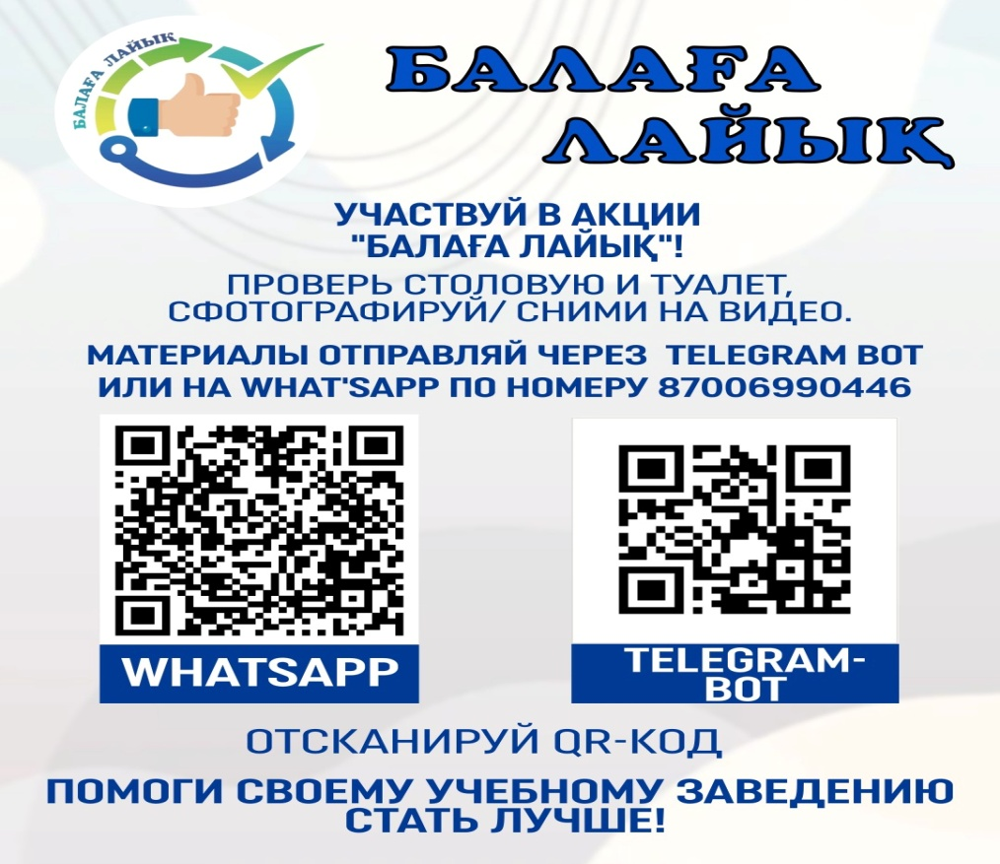 БАЛАҒА ЛАЙЫҚ
БАЛАҒА
ЛАЙЫҚ
УЧАСТВУЙ В АКЦИИ
"БАЛАҒА ЛАЙЫҚ"!
ПРОВЕРЬ СТОЛОВУЮ И ТУАЛЕТ,
СФОТОГРАФИРУЙ/ СНИМИ НА ВИДЕО.
МАТЕРИАЛЫ ОТПРАВЛЯЙ ЧЕРЕЗ TELEGRAM BOT
ИЛИ НА WHAT'SAPP ПО НОМЕРУ 87006990446
WHATSAPP
TELEGRAM-
BOT
ОТСКАНИРУЙ QR-КОД
ПОМОГИ СВОЕМУ УЧЕБНОМУ ЗАВЕДЕНИЮ
СТАТЬ ЛУЧШЕ!